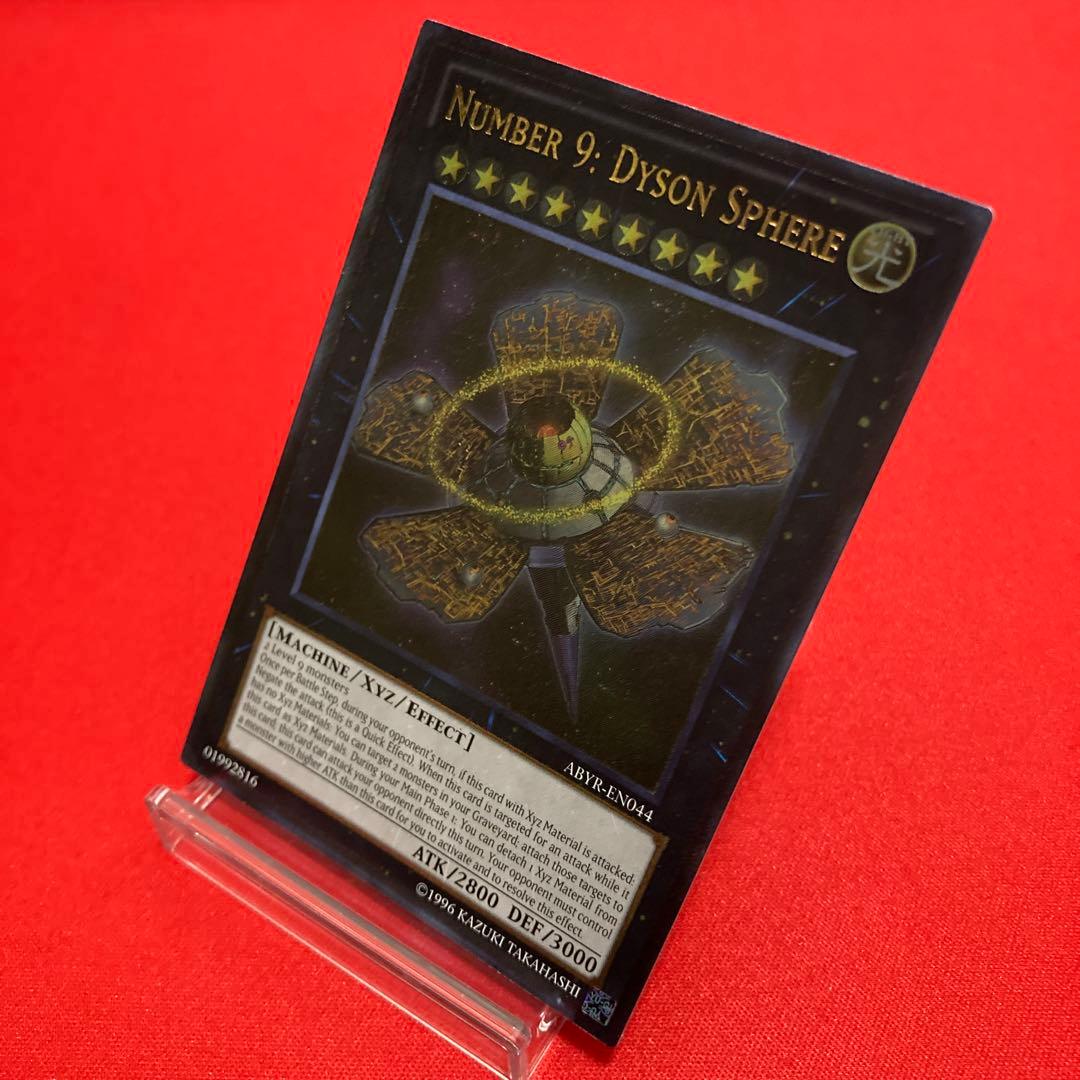 NUMBER 9: DYSON SPHERE
光
ABYR-EN044
[MACHINE/XYZ/EFFECT]
2 Level 9 monsters
Once per Battle Step, during your opponent's turn, if this card with Xyz Material is attacked:
Negate the attack (this is a Quick Effect). When this card is targeted for an attack while it
has no Xyz Materials: You can target 2 monsters in your Graveyard; attach those targets to
this card as Xyz Materials. During your Main Phase 1: You can detach 1 Xyz Material from
this card; this card can attack your opponent directly this turn. Your opponent must control
a monster with higher ATK than this card for you to activate and to resolve this effect.
ATK/2800 DEF/3000
01992816
©1996 KAZUKI TAKAHASHI